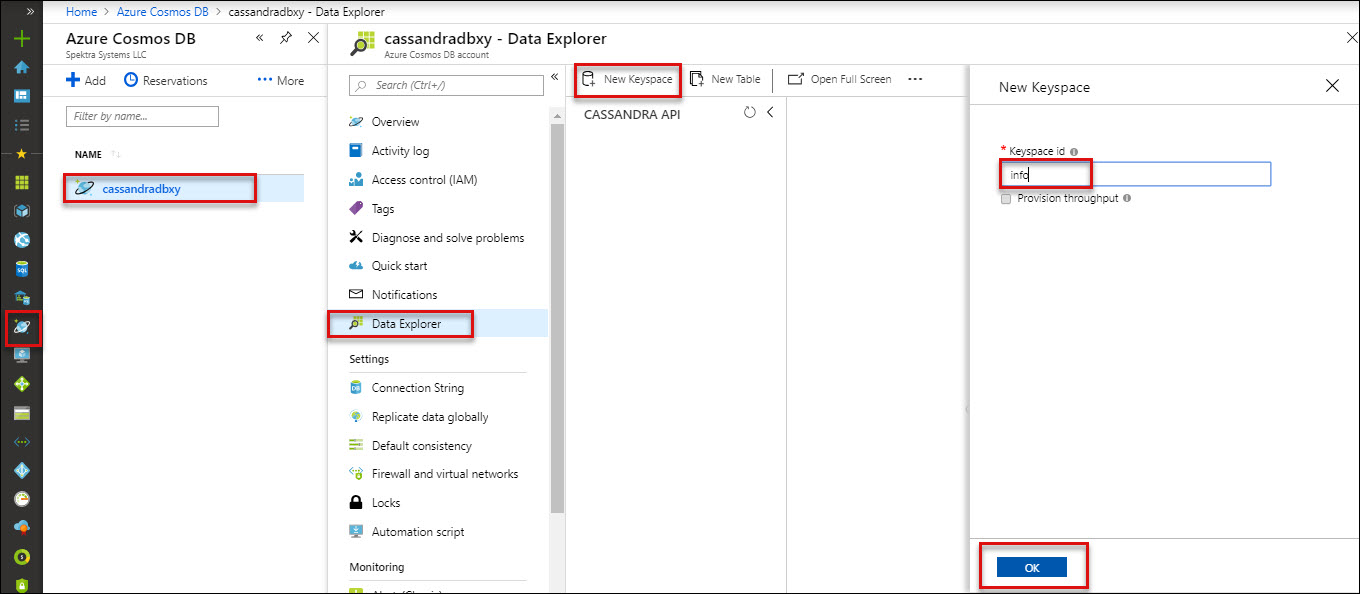 »
Home > Azure Cosmos DB > cassandradbxy - Data Explorer
Azure Cosmos DB
Spektra Systems LLC
Add Reservations ••• More
Filter by name...
NAME
cassandradbxy
cassandradbxy - Data Explorer
Azure Cosmos DB account
Search (Ctrl+/)
Overview
Activity log
Access control (IAM)
Tags
Diagnose and solve problems
Quick start
Notifications
Data Explorer
Settings
Connection String
Replicate data globally
Default consistency
Firewall and virtual networks
Locks
Automation script
Monitoring
New Keyspace New Table Open Full Screen •••
CASSANDRA API
New Keyspace
* Keyspace id
info
Provision throughput
OK